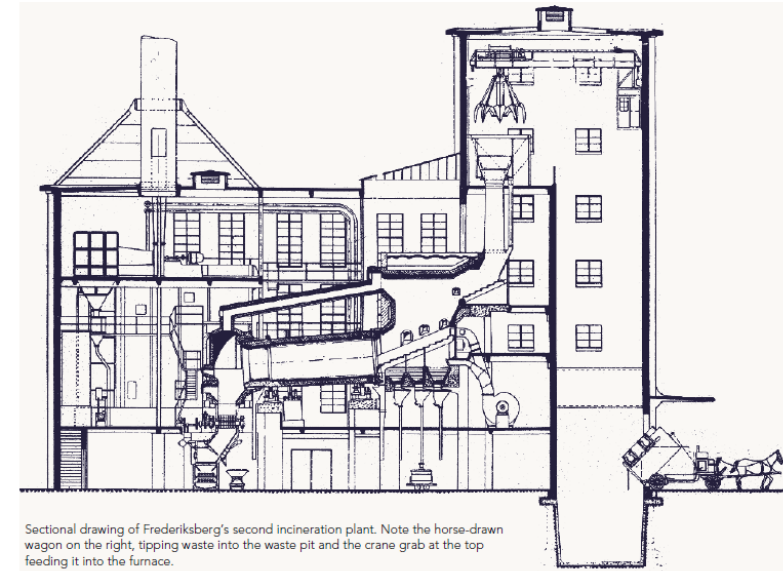 Sectional drawing of Frederiksberg's second incineration plant. Note the horse-drawn
wagon on the right, tipping waste into the waste pit and the crane grab at the top
feeding it into the furnace.